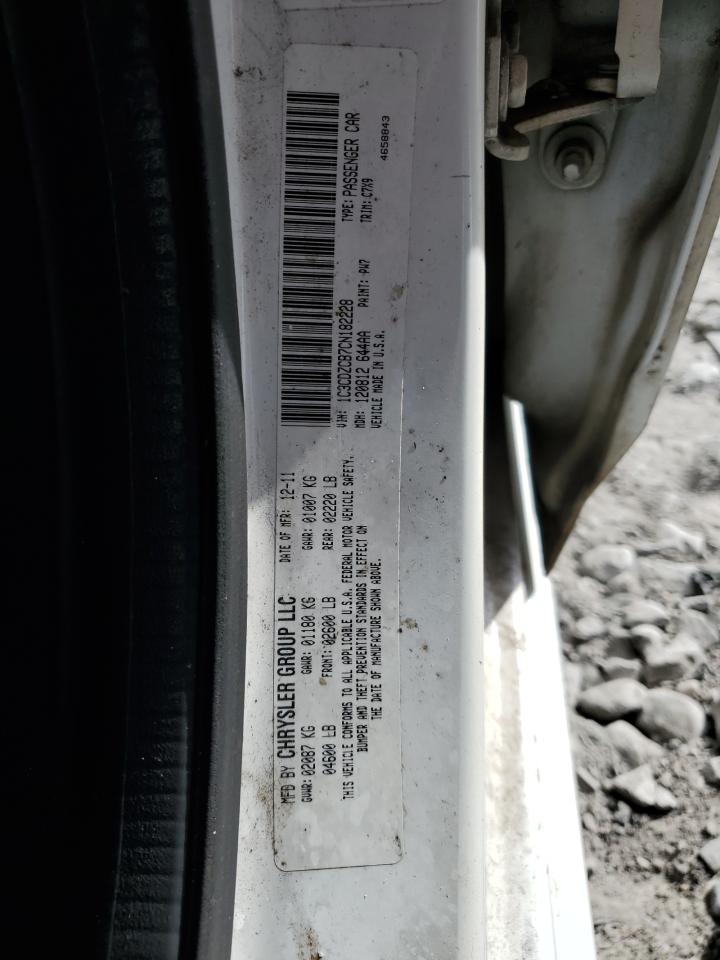 MFD BY CHRYSLER GROUP LLC DATE OF MFR: 12-11
GVWR: 02087 KG GAWR: 01180 KG GAWR: 01007 KG
04600 LB FRONT: 02600 LB REAR: 02220 LB
THIS VEHICLE CONFORMS TO ALL APPLICABLE U.S.A. FEDERAL MOTOR VEHICLE SAFETY,
BUMPER AND THEFT PREVENTION STANDARDS IN EFFECT ON
THE DATE OF MANUFACTURE SHOWN ABOVE.
VIN: 1C3CDZCB7CN182228 TYPE: PASSENGER CAR
MDH: 120812 644AA PAINT: PW7 TRIM: C7X9
VEHICLE MADE IN U.S.A.
4658843